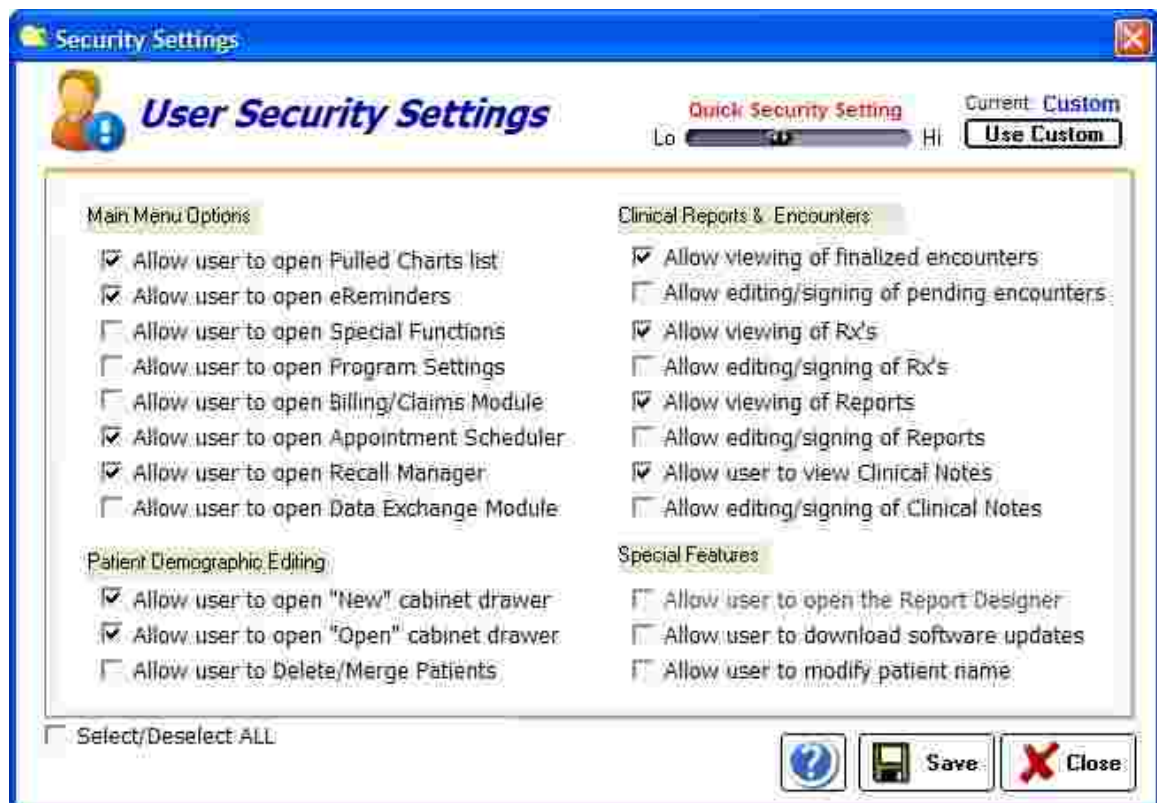 Security Settings
User Security Settings
Quick Security Setting
Lo
Hi
Current: Custom
Use Custom
Main Menu Options
Allow user to open Pulled Charts list
Allow user to open eReminders
Allow user to open Special Functions
Allow user to open Program Settings
Allow user to open Billing/Claims Module
Allow user to open Appointment Scheduler
Allow user to open Recall Manager
Allow user to open Data Exchange Module
Patient Demographic Editing
Allow user to open "New" cabinet drawer
Allow user to open "Open" cabinet drawer
Allow user to Delete/Merge Patients
Clinical Reports & Encounters
Allow viewing of finalized encounters
Allow editing/signing of pending encounters
Allow viewing of Rx's
Allow editing/signing of Rx's
Allow viewing of Reports
Allow editing/signing of Reports
Allow user to view Clinical Notes
Allow editing/signing of Clinical Notes
Special Features
Allow user to open the Report Designer
Allow user to download software updates
Allow user to modify patient name
Select/Deselect ALL
Save
Close